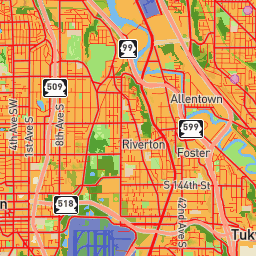 99
509
Allentown
599
4th Ave SW
1st Ave S
8th Ave S
Riverton
Foster
S 144th St
518
42nd Ave S
n
Tuk